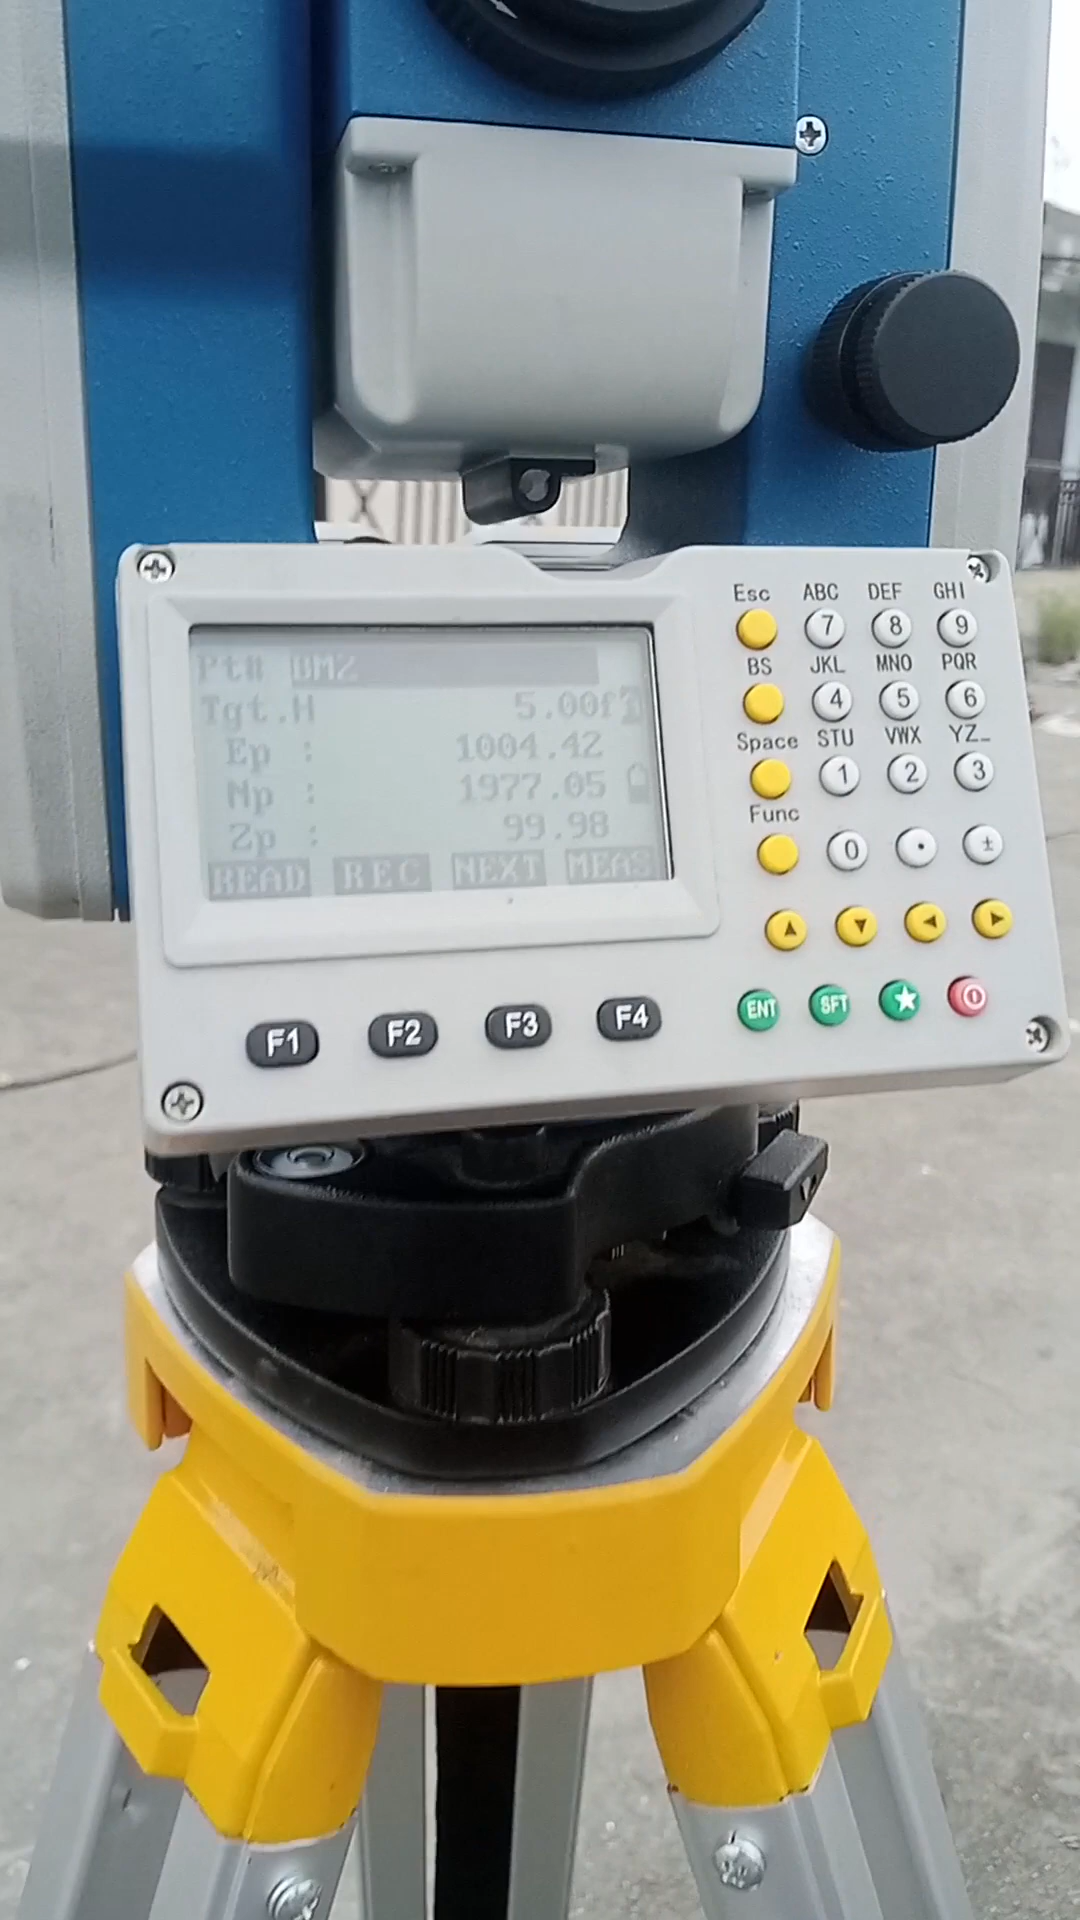 Pt# BMZ
Tgt.H 5.00f
Ep : 1004.42
Np : 1977.05
Zp : 99.98
READ REC NEXT MEAS
F1 F2 F3 F4
Esc ABC DEF GHI
7 8 9
BS JKL MNO PQR
4 5 6
Space STU VWX YZ_
1 2 3
Func
0 . ±
ENT SFT